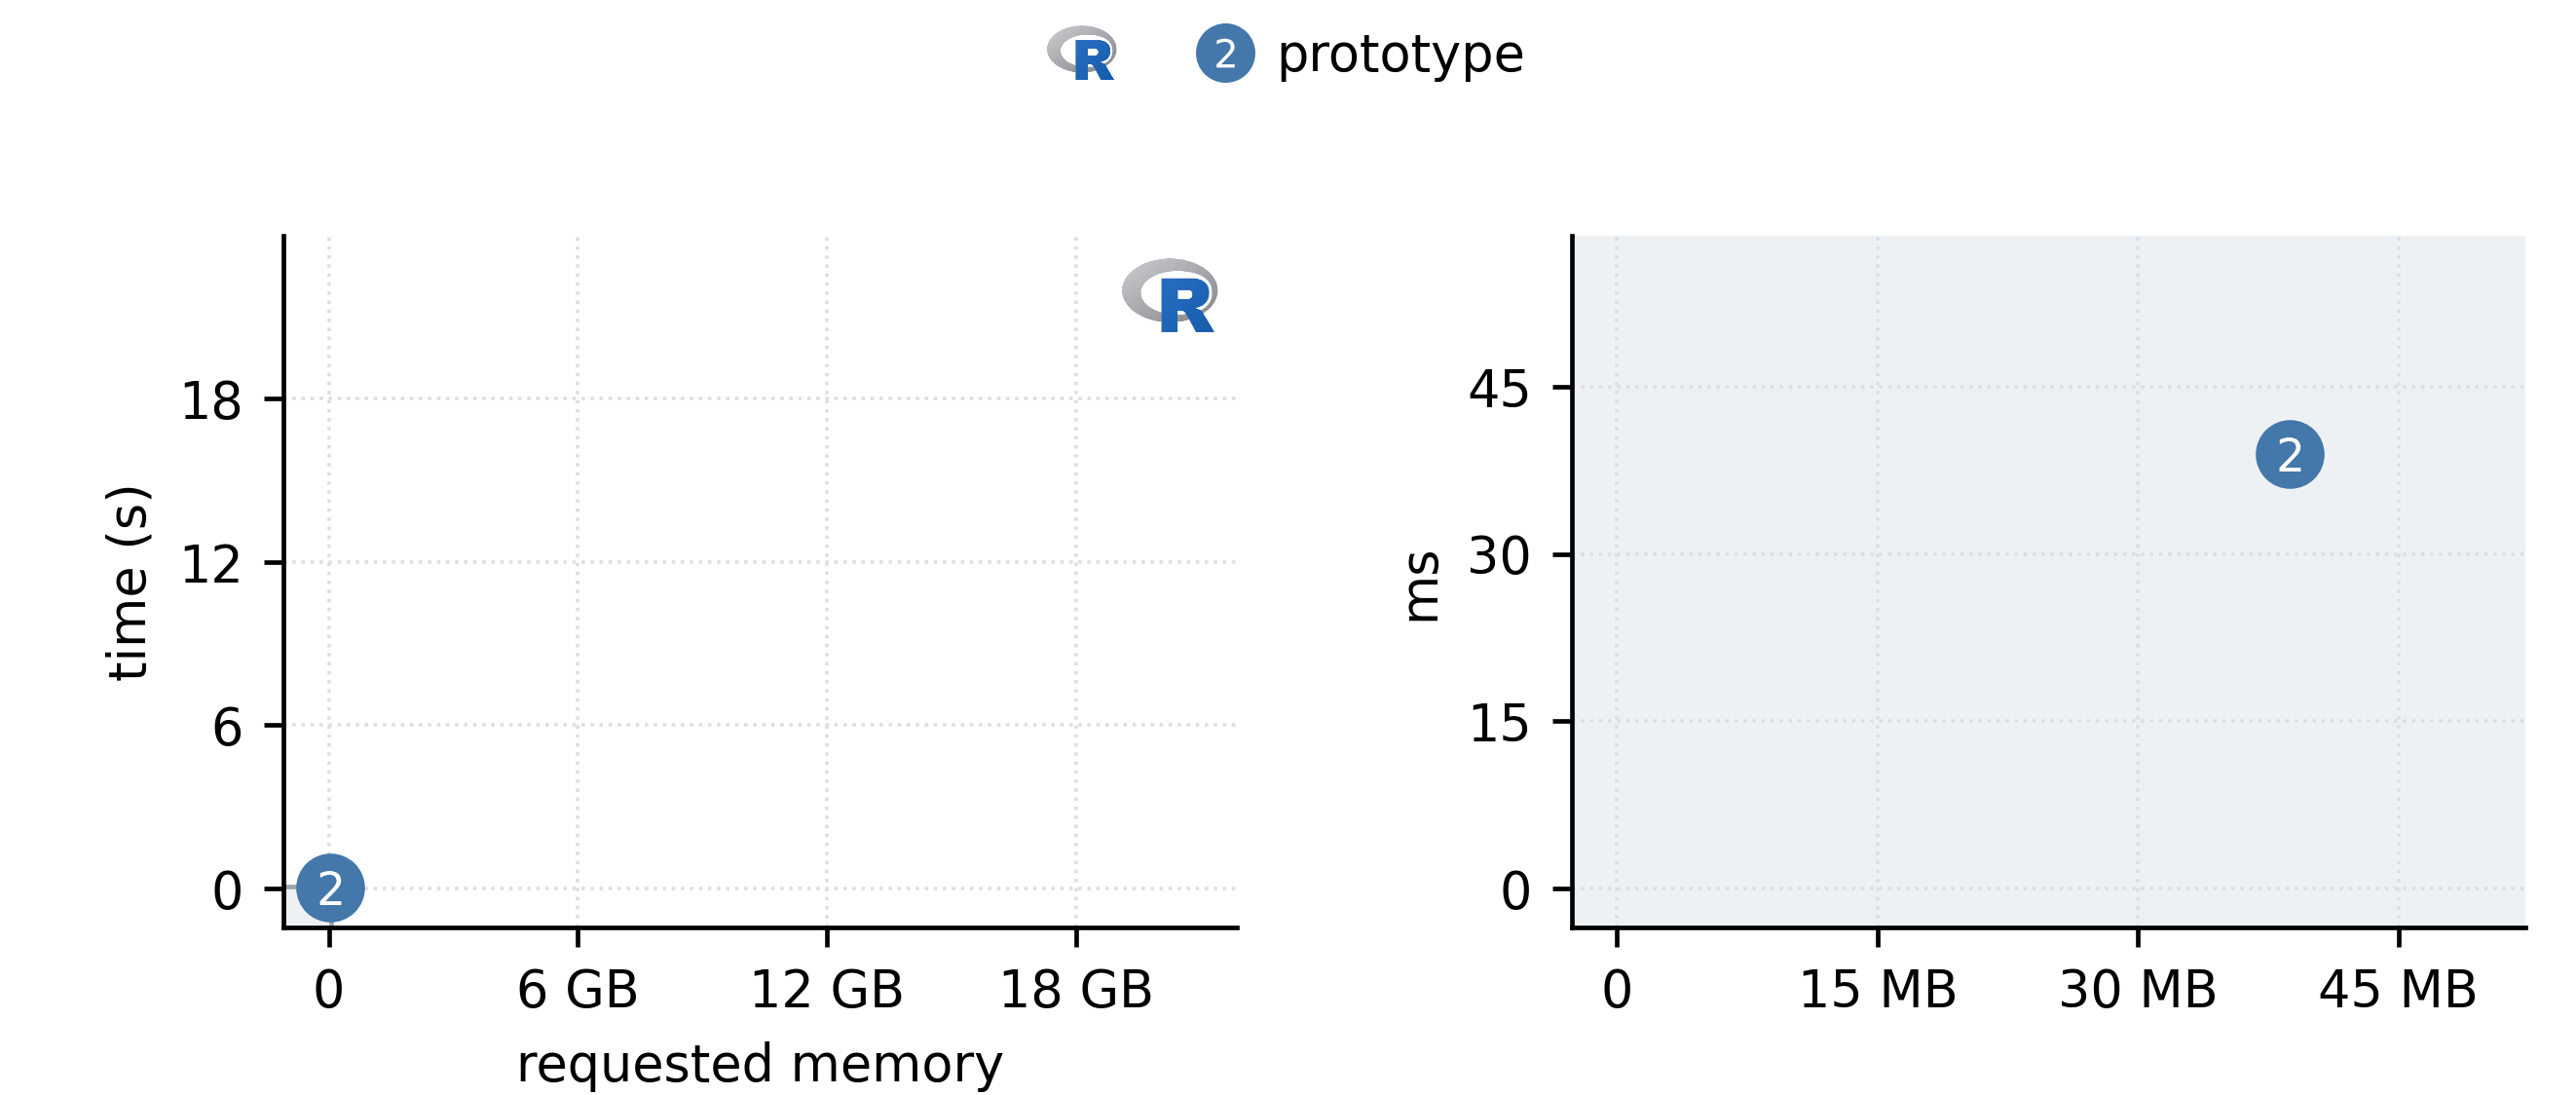 R 2 prototype
R
18
12
6
0
time (s)
2
0 6 GB 12 GB 18 GB
requested memory
45
30
15
0
ms
2
0 15 MB 30 MB 45 MB